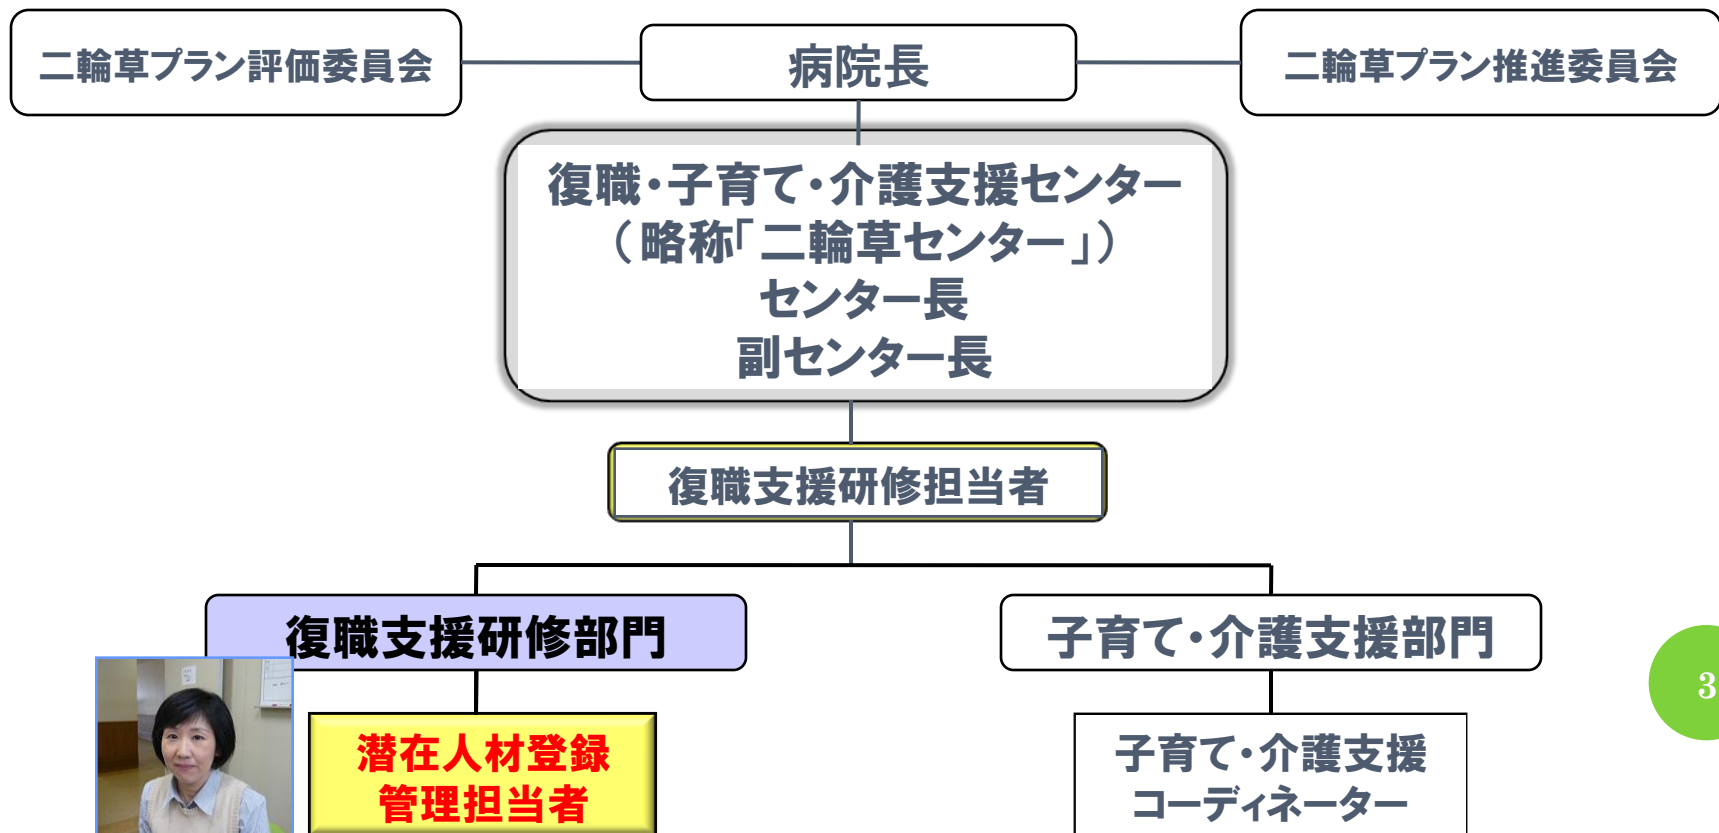 二輪草プラン評価委員会
病院長
二輪草プラン推進委員会
復職・子育て・介護支援センター
（略称「二輪草センター」）
センター長
副センター長
復職支援研修担当者
復職支援研修部門
子育て・介護支援部門
3
潜在人材登録
管理担当者
子育て・介護支援
コーディネーター